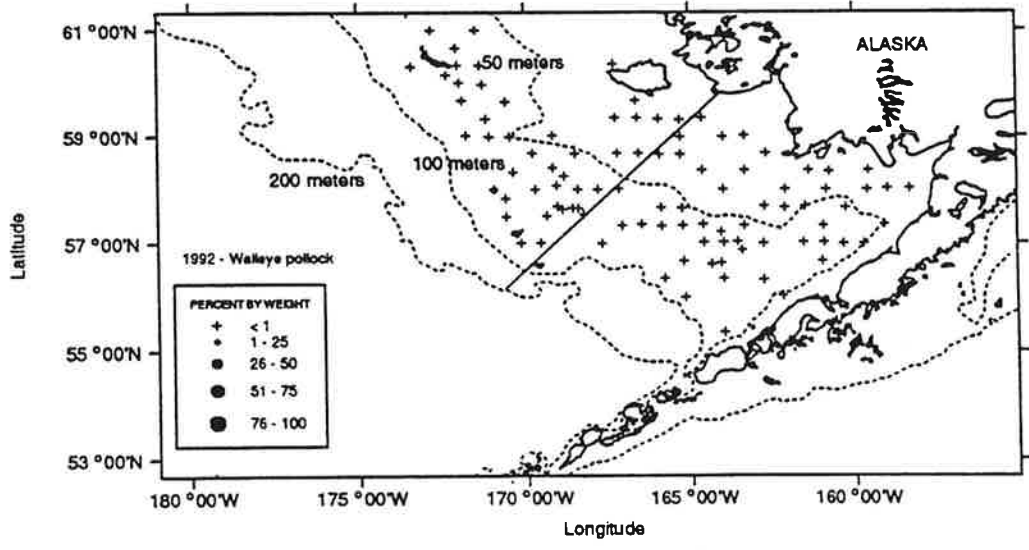 61 °00'N
59 °00'N
57 °00'N
55 °00'N
53 °00'N
Latitude
50 meters
100 meters
200 meters
ALASKA
1992 - Walleye pollock
PERCENT BY WEIGHT
< 1
1 - 25
26 - 50
51 - 75
76 - 100
180 °00'W
175 °00'W
170 °00'W
165 °00'W
160 °00'W
Longitude